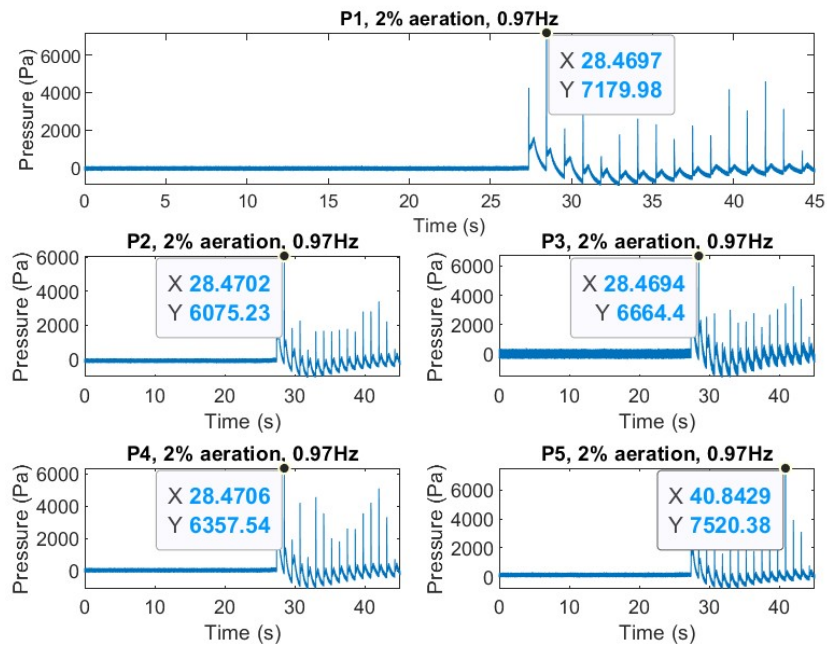 P1, 2% aeration, 0.97Hz
Pressure (Pa)
6000
4000
2000
0
X 28.4697
Y 7179.98
0 5 10 15 20 25 30 35 40 45
Time (s)
P2, 2% aeration, 0.97Hz
Pressure (Pa)
6000
4000
2000
0
X 28.4702
Y 6075.23
0 10 20 30 40
Time (s)
P3, 2% aeration, 0.97Hz
Pressure (Pa)
6000
4000
2000
0
X 28.4694
Y 6664.4
0 10 20 30 40
Time (s)
P4, 2% aeration, 0.97Hz
Pressure (Pa)
6000
4000
2000
0
X 28.4706
Y 6357.54
0 10 20 30 40
Time (s)
P5, 2% aeration, 0.97Hz
Pressure (Pa)
6000
4000
2000
0
X 40.8429
Y 7520.38
0 10 20 30 40
Time (s)